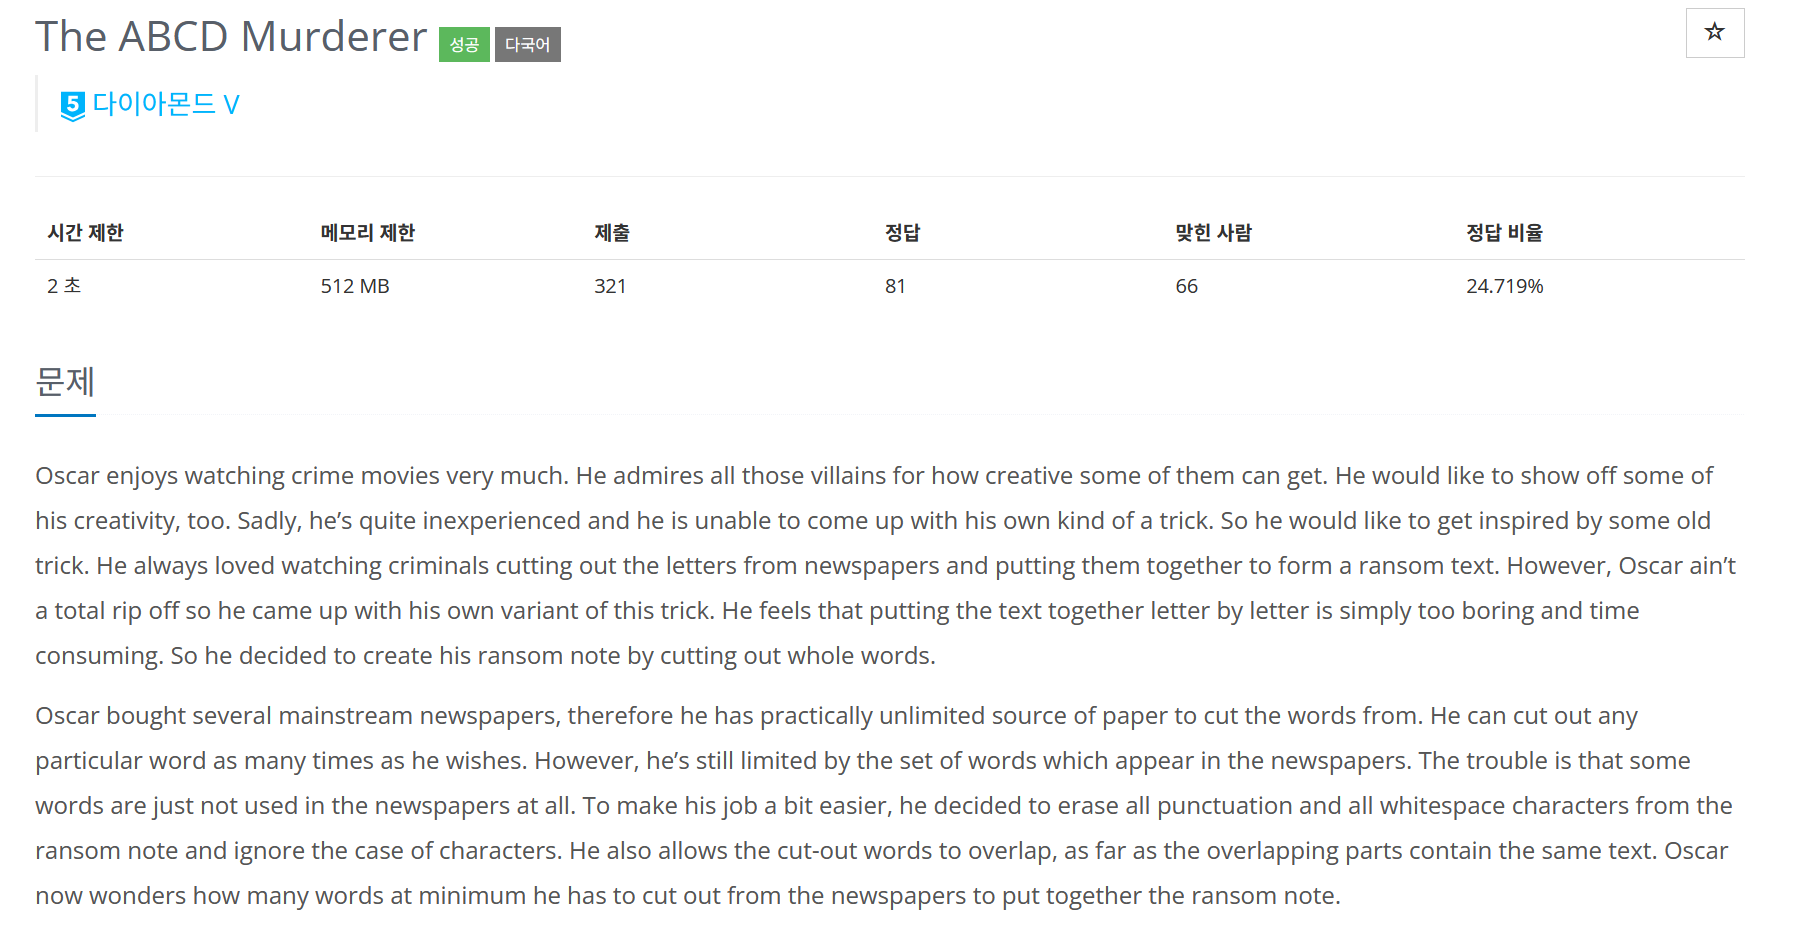 The ABCD Murderer 성공 다국어
5 다이아몬드 V
시간 제한 메모리 제한 제출 정답 맞힌 사람 정답 비율
2 초 512 MB 321 81 66 24.719%
문제
Oscar enjoys watching crime movies very much. He admires all those villains for how creative some of them can get. He would like to show off some of
his creativity, too. Sadly, he’s quite inexperienced and he is unable to come up with his own kind of a trick. So he would like to get inspired by some old
trick. He always loved watching criminals cutting out the letters from newspapers and putting them together to form a ransom text. However, Oscar ain’t
a total rip off so he came up with his own variant of this trick. He feels that putting the text together letter by letter is simply too boring and time
consuming. So he decided to create his ransom note by cutting out whole words.
Oscar bought several mainstream newspapers, therefore he has practically unlimited source of paper to cut the words from. He can cut out any
particular word as many times as he wishes. However, he’s still limited by the set of words which appear in the newspapers. The trouble is that some
words are just not used in the newspapers at all. To make his job a bit easier, he decided to erase all punctuation and all whitespace characters from the
ransom note and ignore the case of characters. He also allows the cut-out words to overlap, as far as the overlapping parts contain the same text. Oscar
now wonders how many words at minimum he has to cut out from the newspapers to put together the ransom note.